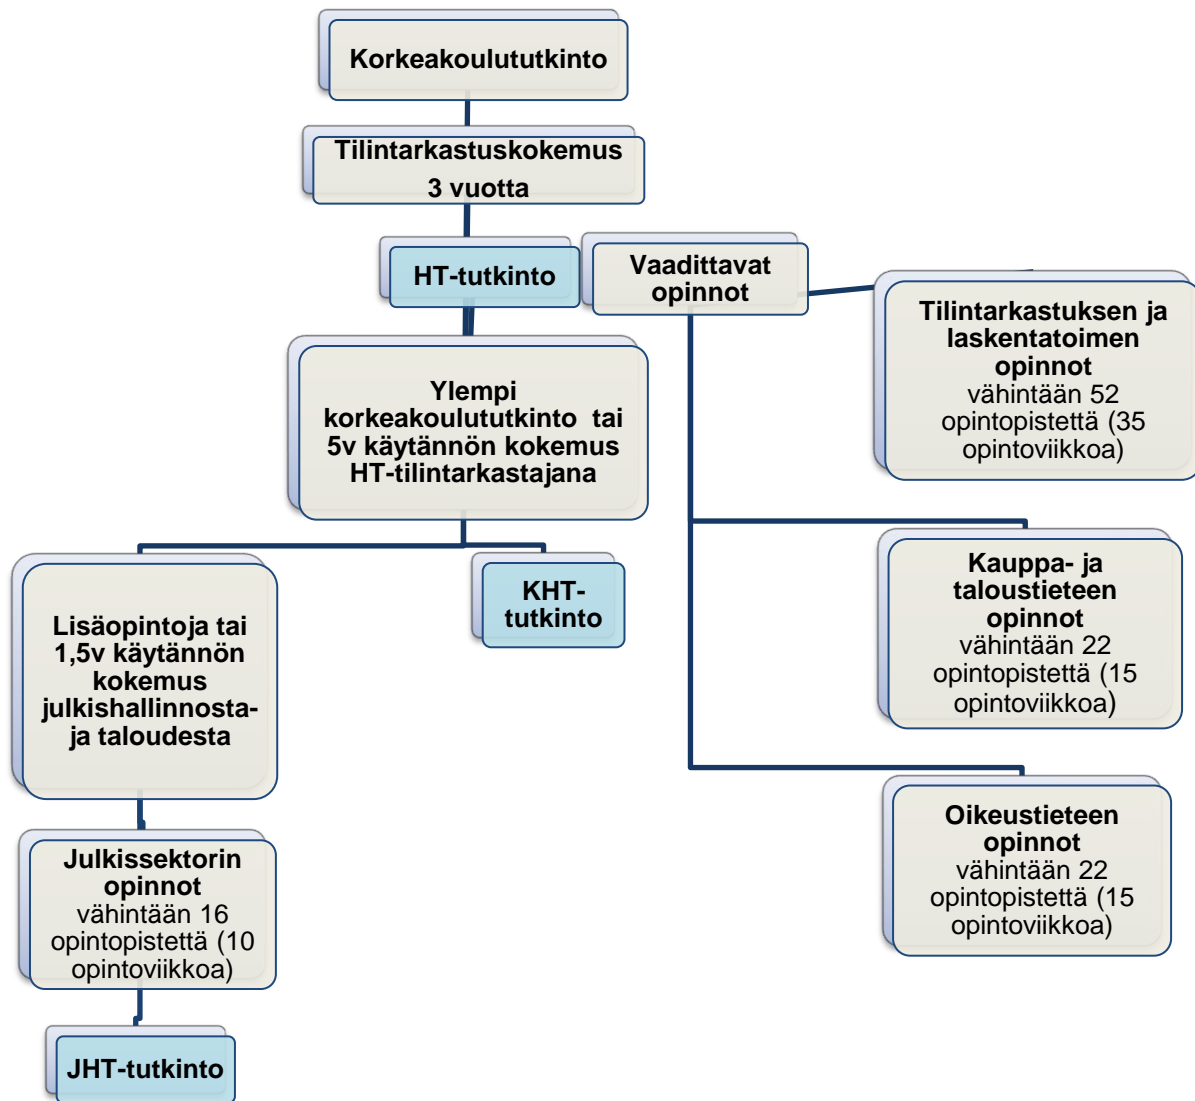 Korkeakoulututkinto
Tilintarkastuskokemus
3 vuotta
HT-tutkinto
Vaadittavat
opinnot
Tilintarkastuksen ja
laskentatoimen
opinnot
vähintään 52
opintopistettä (35
opintoviikkoa)
Ylempi
korkeakoulututkinto tai
5v käytännön kokemus
HT-tilintarkastajana
KHT-
tutkinto
Kauppa- ja
taloustieteen
opinnot
vähintään 22
opintopistettä (15
opintoviikkoa)
Lisäopintoja tai
1,5v käytännön
kokemus
julkishallinnosta-
ja taloudesta
Oikeustieteen
opinnot
vähintään 22
opintopistettä (15
opintoviikkoa)
Julkissektorin
opinnot
vähintään 16
opintopistettä (10
opintoviikkoa)
JHT-tutkinto